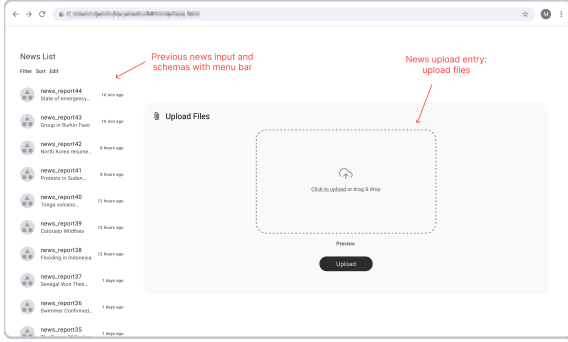 M
News List
Filter Sort Edit
Previous news input and
schemas with menu bar
News upload entry:
upload files
news_report44
State of emergency..
10 min ago
news_report43
Group in Burkin Faso
10 min ago
news_report42
North Korea resume...
8 hours ago
news_report41
Protests in Sudan...
8 hours ago
news_report40
Tonga volcano...
12 hours ago
news_report39
Colorado Wildfires
12 hours ago
news_report38
Flooding in Indonesia
12 hours ago
news_report37
Senegal Won Their..
1 days ago
news_report36
Swimmer Confirmed..
1 days ago
news_report35
1 days ago
Upload Files
Click to upload or drag & drop
Preview
Upload